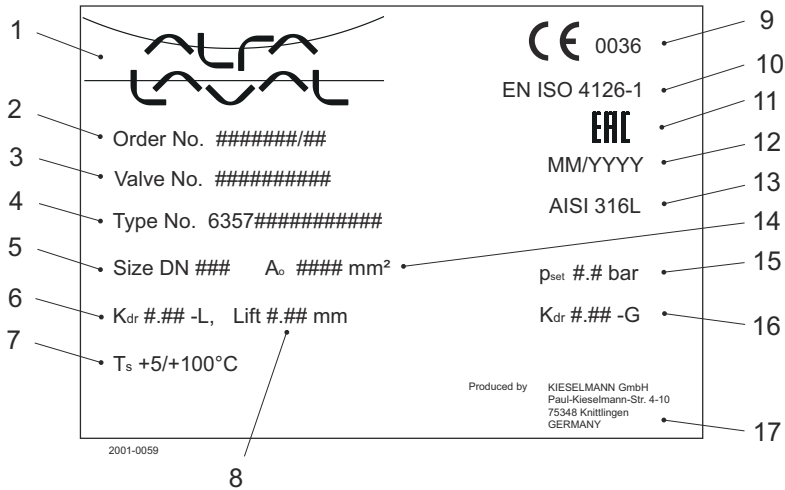 1
ALFA
LAVAL
2
Order No. #######/##
3
Valve No. ##########
4
Type No. 6357###########
5
Size DN ### Aₒ #### mm²
6
Kdr #.## -L, Lift #.## mm
7
Ts +5/+100°C
8
CE 0036
9
EN ISO 4126-1
10
EAC
11
MM/YYYY
12
AISI 316L
13
14
pset #.# bar
15
Kdr #.## -G
16
Produced by KIESELMANN GmbH
Paul-Kieselmann-Str. 4-10
75348 Knittlingen
GERMANY
17
2001-0059